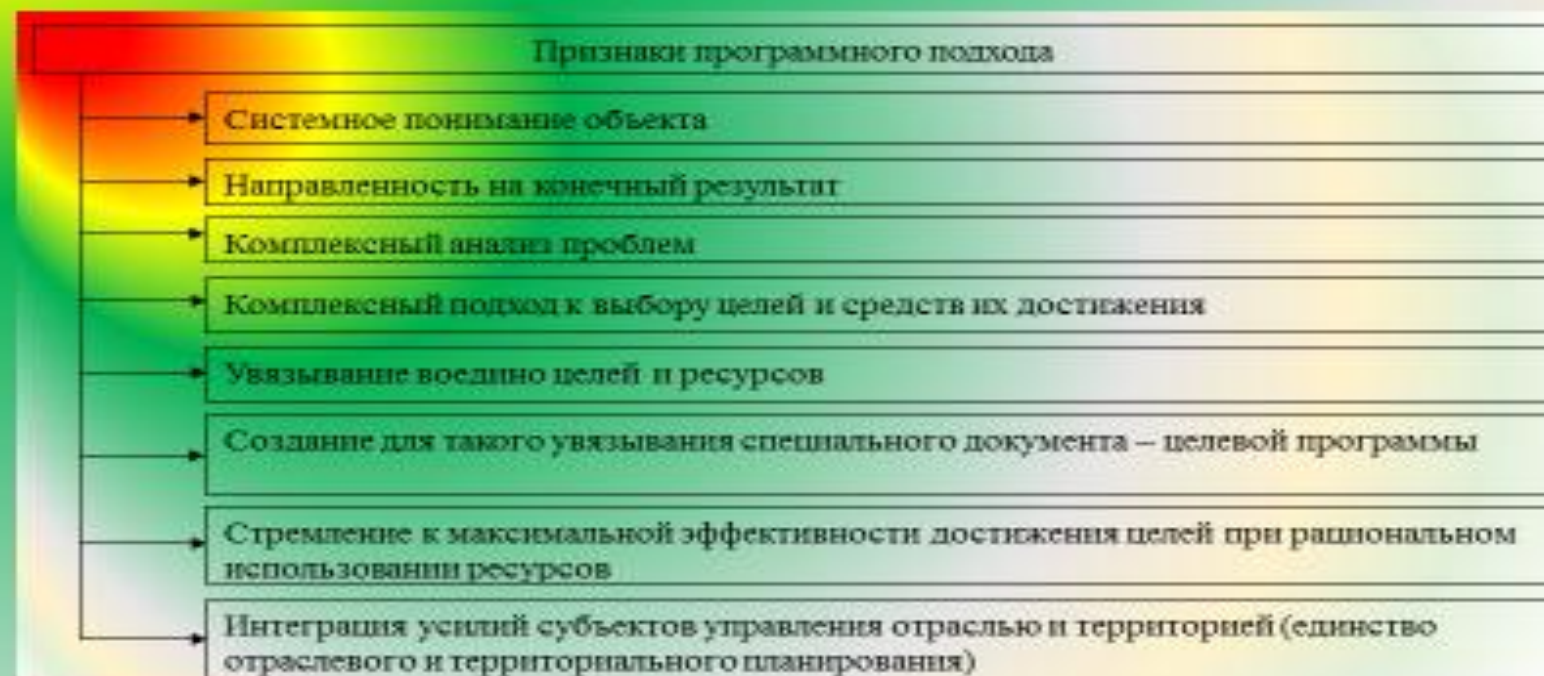 Признаки программного подхода
Системное понимание объекта
Направленность на конечный результат
Комплексный анализ проблем
Комплексный подход к выбору целей и средств их достижения
Увязывание воедино целей и ресурсов
Создание для такого увязывания специального документа – целевой программы
Стремление к максимальной эффективности достижения целей при рациональном
использовании ресурсов
Интеграция усилий субъектов управления отраслью и территорией (единство
отраслевого и территориального планирования)